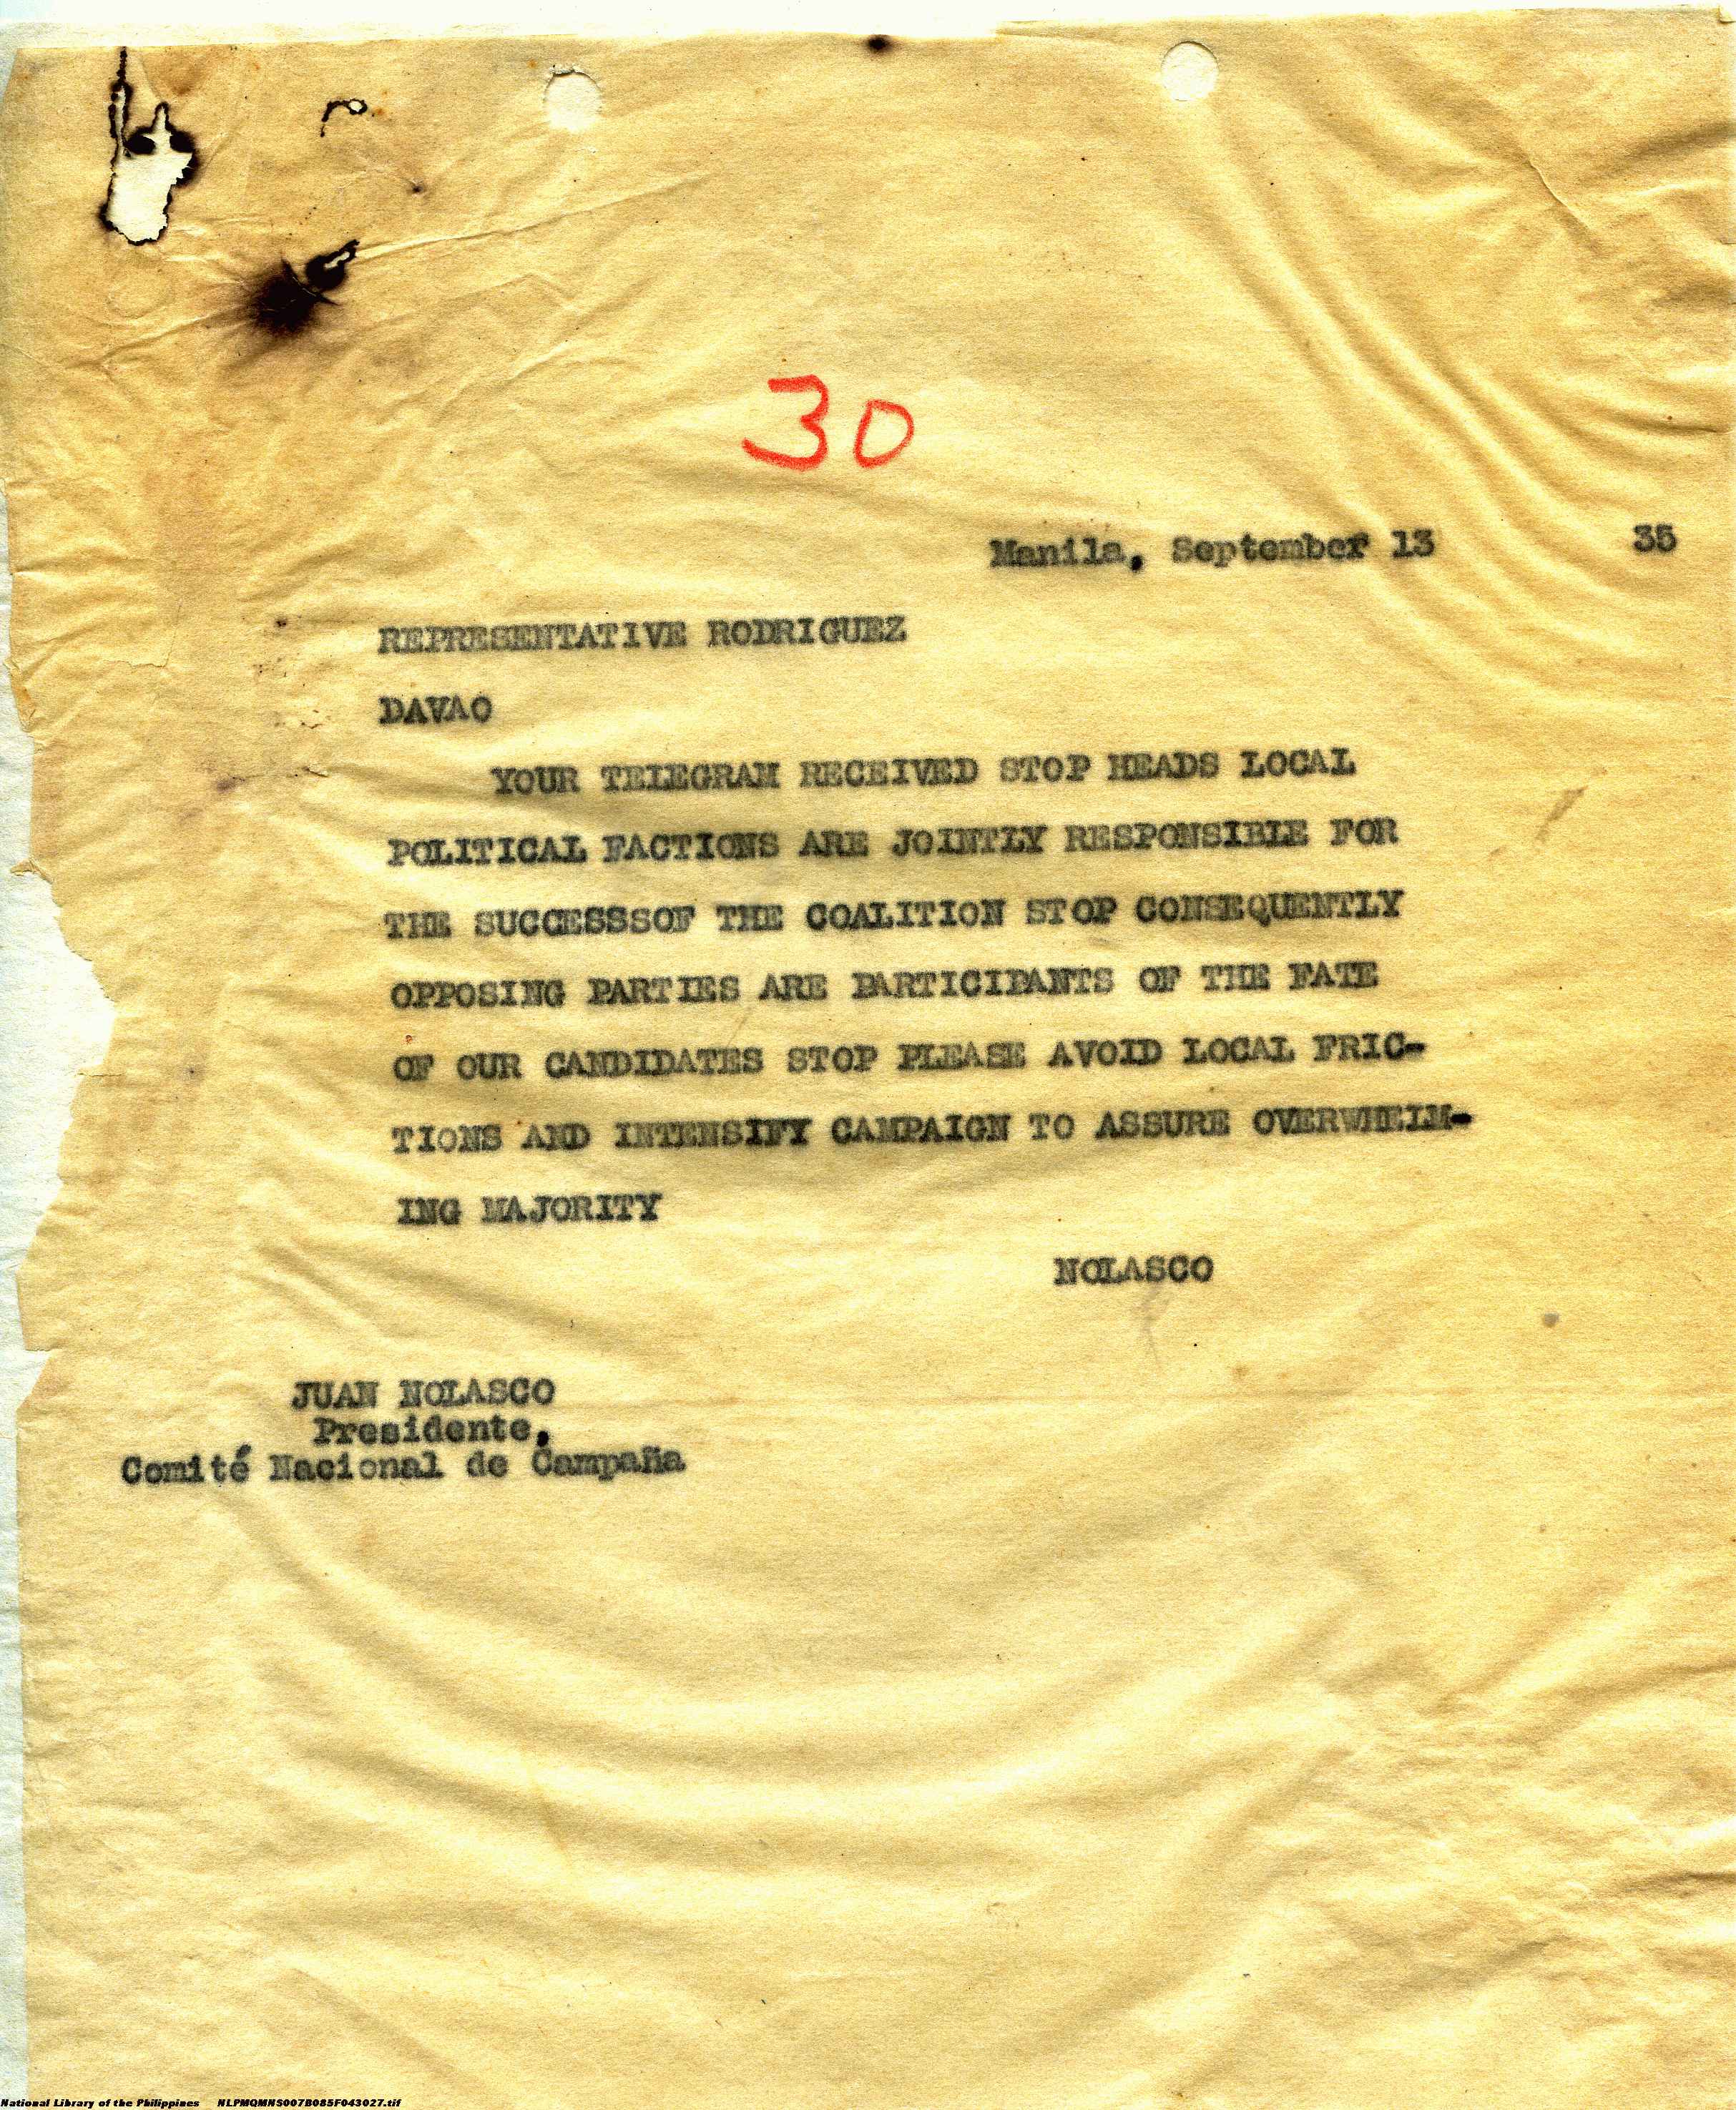 30
Manila, September 13 35
REPRESENTATIVE RODRIGUEZ
DAVAO
YOUR TELEGRAM RECEIVED STOP HEADS LOCAL
POLITICAL FACTIONS ARE JOINTLY RESPONSIBLE FOR
THE SUCCESSSOF THE COALITION STOP CONSEQUENTLY
OPPOSING PARTIES ARE PARTICIPANTS OF THE FATE
OF OUR CANDIDATES STOP PLEASE AVOID LOCAL FRIC-
TIONS AND INTENSIFY CAMPAIGN TO ASSURE OVERWHELM-
ING MAJORITY
NOLASCO
JUAN NOLASCO
Presidente,
Comité Nacional de Campaña
National Library of the Philippines NLPMQMNS007B085F043027.tif